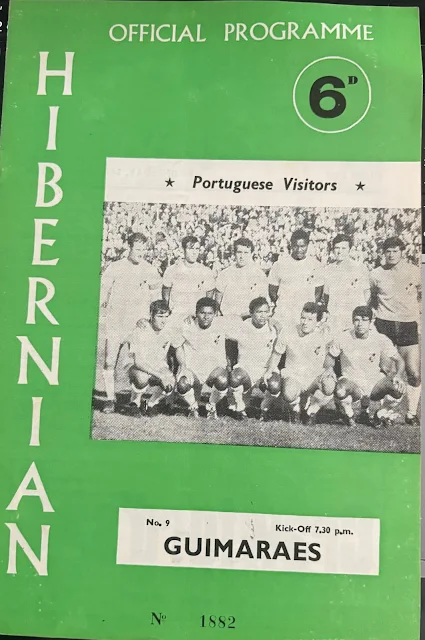 OFFICIAL PROGRAMME
HIBERNIAN
6D
★ Portuguese Visitors ★
No. 9 Kick-Off 7.30 p.m.
GUIMARAES
No 1882